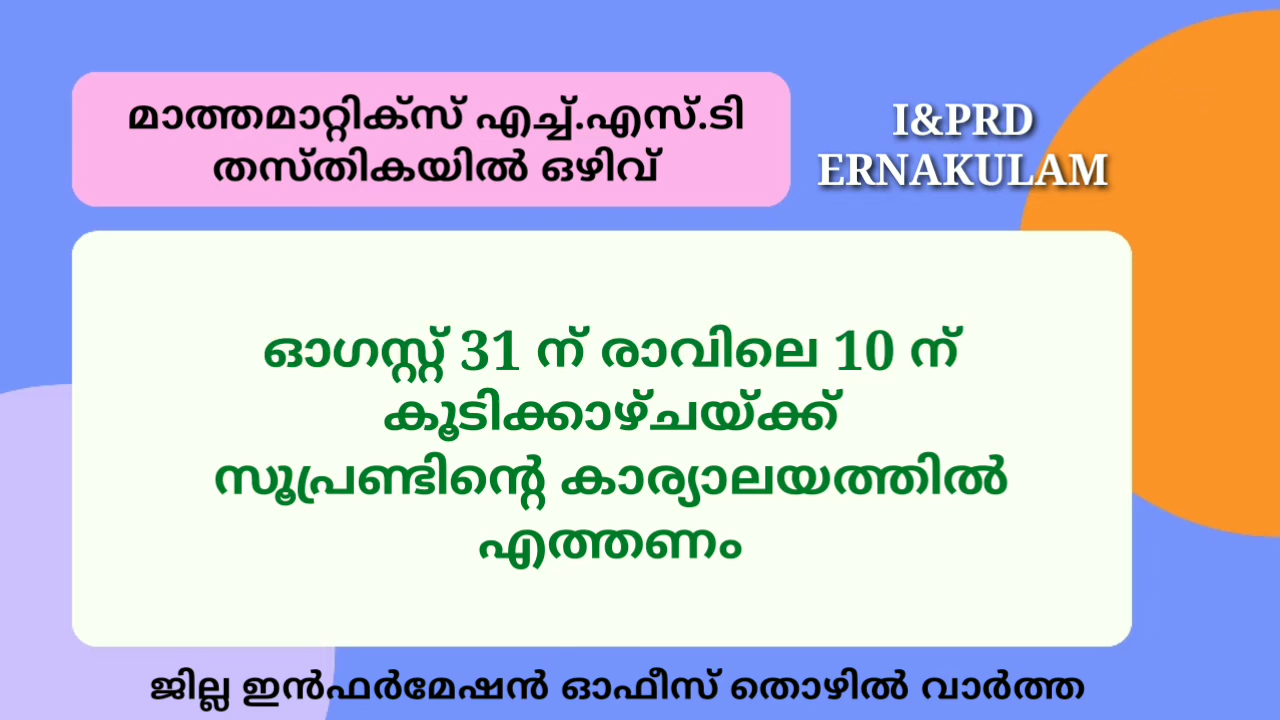 മാത്തമാറ്റിക്സ് എച്ച്.എസ്.ടി
തസ്തികയിൽ ഒഴിവ്
I&PRD
ERNAKULAM
ഓഗസ്റ്റ് 31 ന് രാവിലെ 10 ന്
കൂടിക്കാഴ്ചയ്ക്ക്
സൂപ്രണ്ടിന്റെ കാര്യാലയത്തിൽ
എത്തണം
ജില്ല ഇൻഫർമേഷൻ ഓഫീസ് തൊഴിൽ വാർത്ത